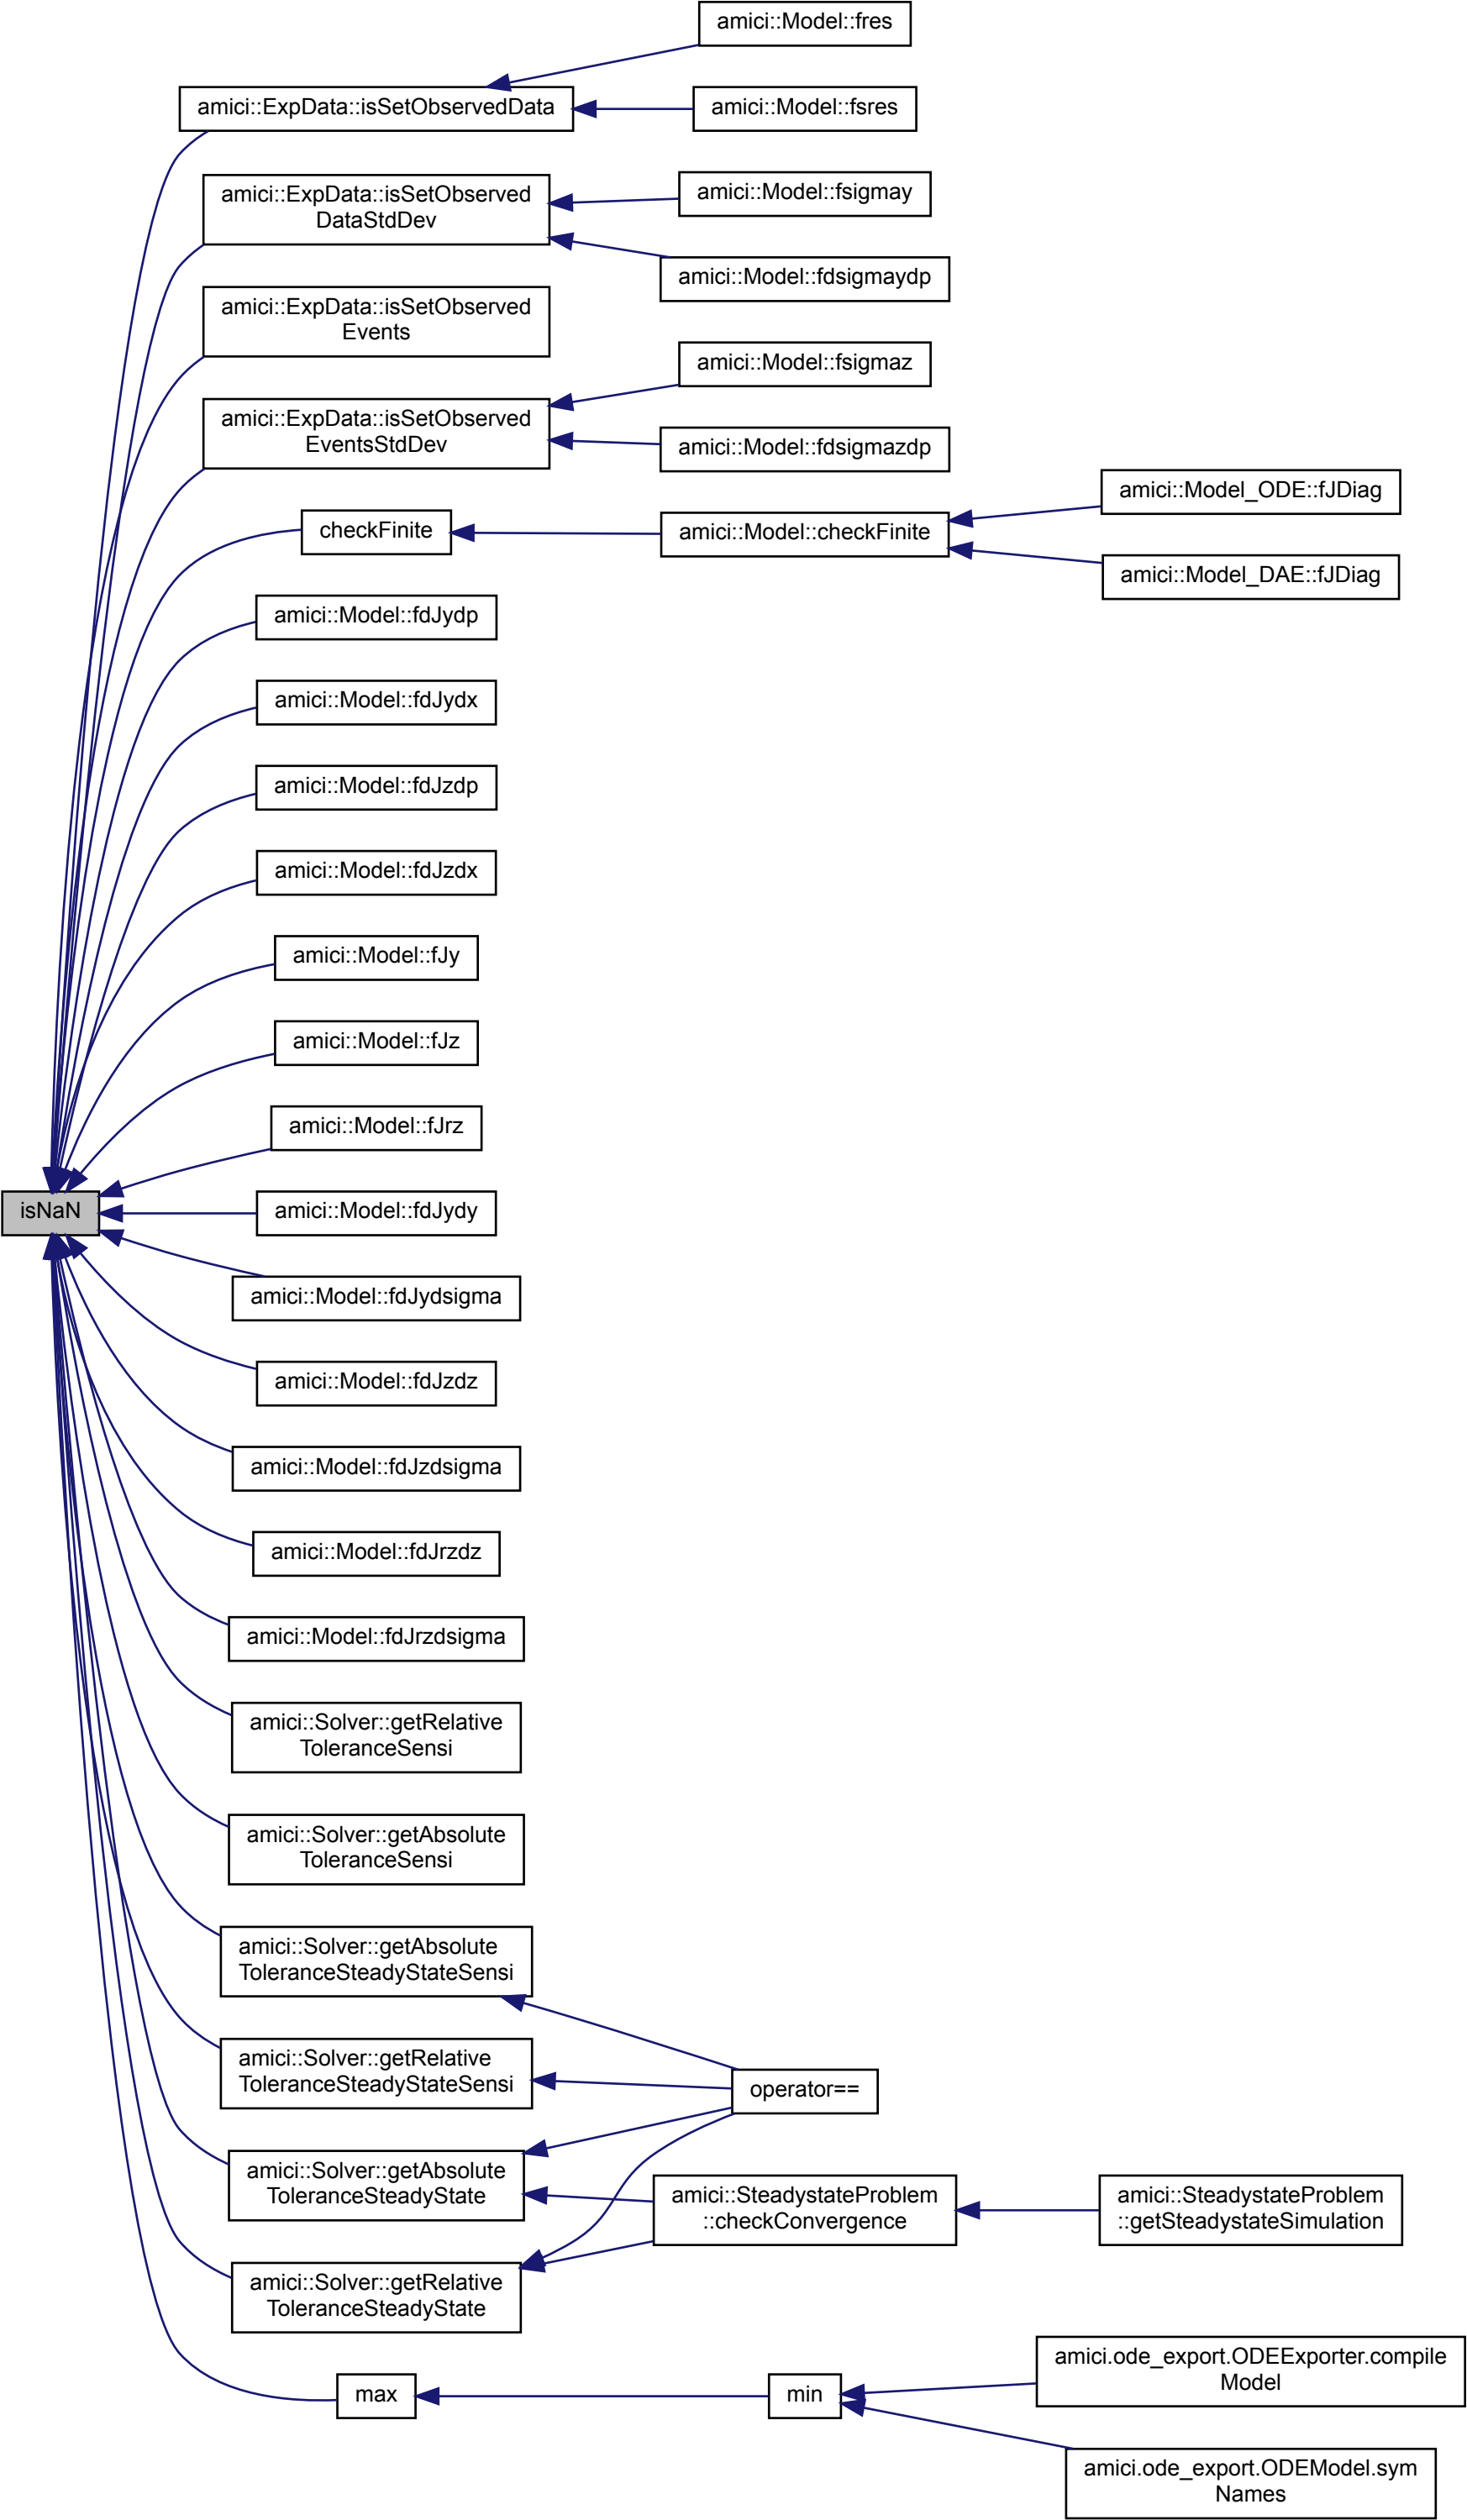 amici::Model::fres
amici::ExpData::isSetObservedData
amici::Model::fsres
amici::ExpData::isSetObserved
DataStdDev
amici::Model::fsigmay
amici::Model::fdsigmaydp
amici::ExpData::isSetObserved
Events
amici::Model::fsigmaz
amici::ExpData::isSetObserved
EventsStdDev
amici::Model::fdsigmazdp
amici::Model_ODE::fJDiag
checkFinite
amici::Model::checkFinite
amici::Model_DAE::fJDiag
amici::Model::fdJydp
amici::Model::fdJydx
amici::Model::fdJzdp
amici::Model::fdJzdx
amici::Model::fJy
amici::Model::fJz
amici::Model::fJrz
isNaN
amici::Model::fdJydy
amici::Model::fdJydsigma
amici::Model::fdJzdz
amici::Model::fdJzdsigma
amici::Model::fdJrzdz
amici::Model::fdJrzdsigma
amici::Solver::getRelative
ToleranceSensi
amici::Solver::getAbsolute
ToleranceSensi
amici::Solver::getAbsolute
ToleranceSteadyStateSensi
amici::Solver::getRelative
ToleranceSteadyStateSensi
operator==
amici::Solver::getAbsolute
ToleranceSteadyState
amici::SteadystateProblem
::checkConvergence
amici::SteadystateProblem
::getSteadystateSimulation
amici::Solver::getRelative
ToleranceSteadyState
max
min
amici.ode_export.ODEExporter.compile
Model
amici.ode_export.ODEModel.sym
Names